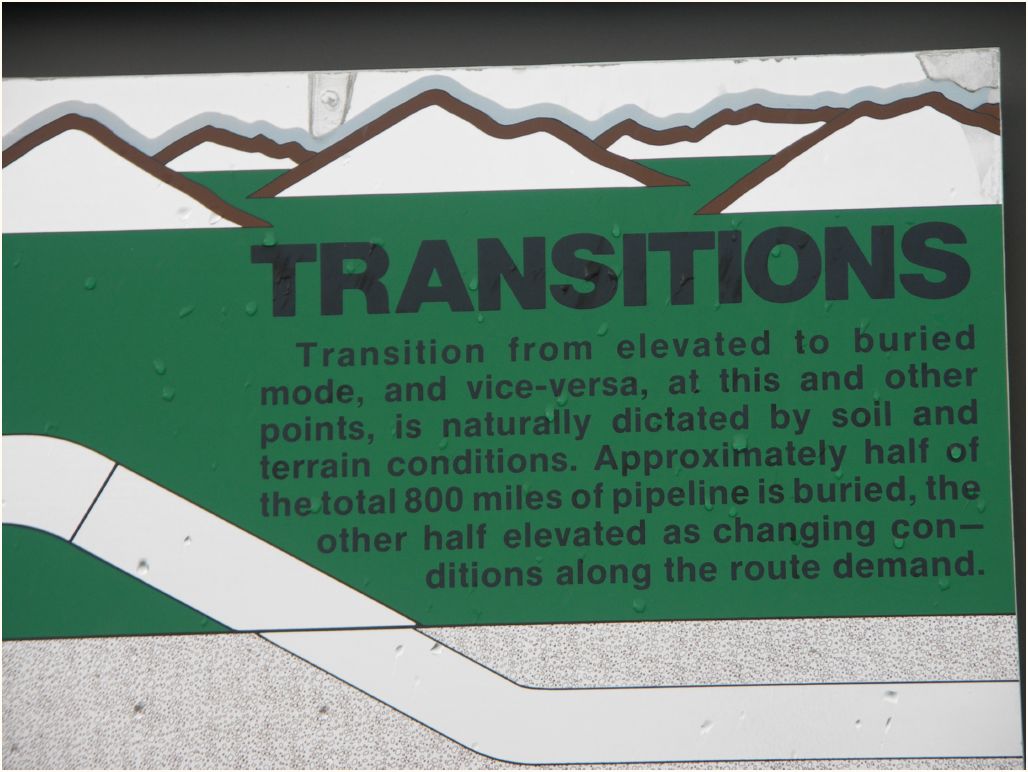 TRANSITIONS
Transition from elevated to buried
mode, and vice-versa, at this and other
points, is naturally dictated by soil and
terrain conditions. Approximately half of
the total 800 miles of pipeline is buried, the
other half elevated as changing con—
ditions along the route demand.